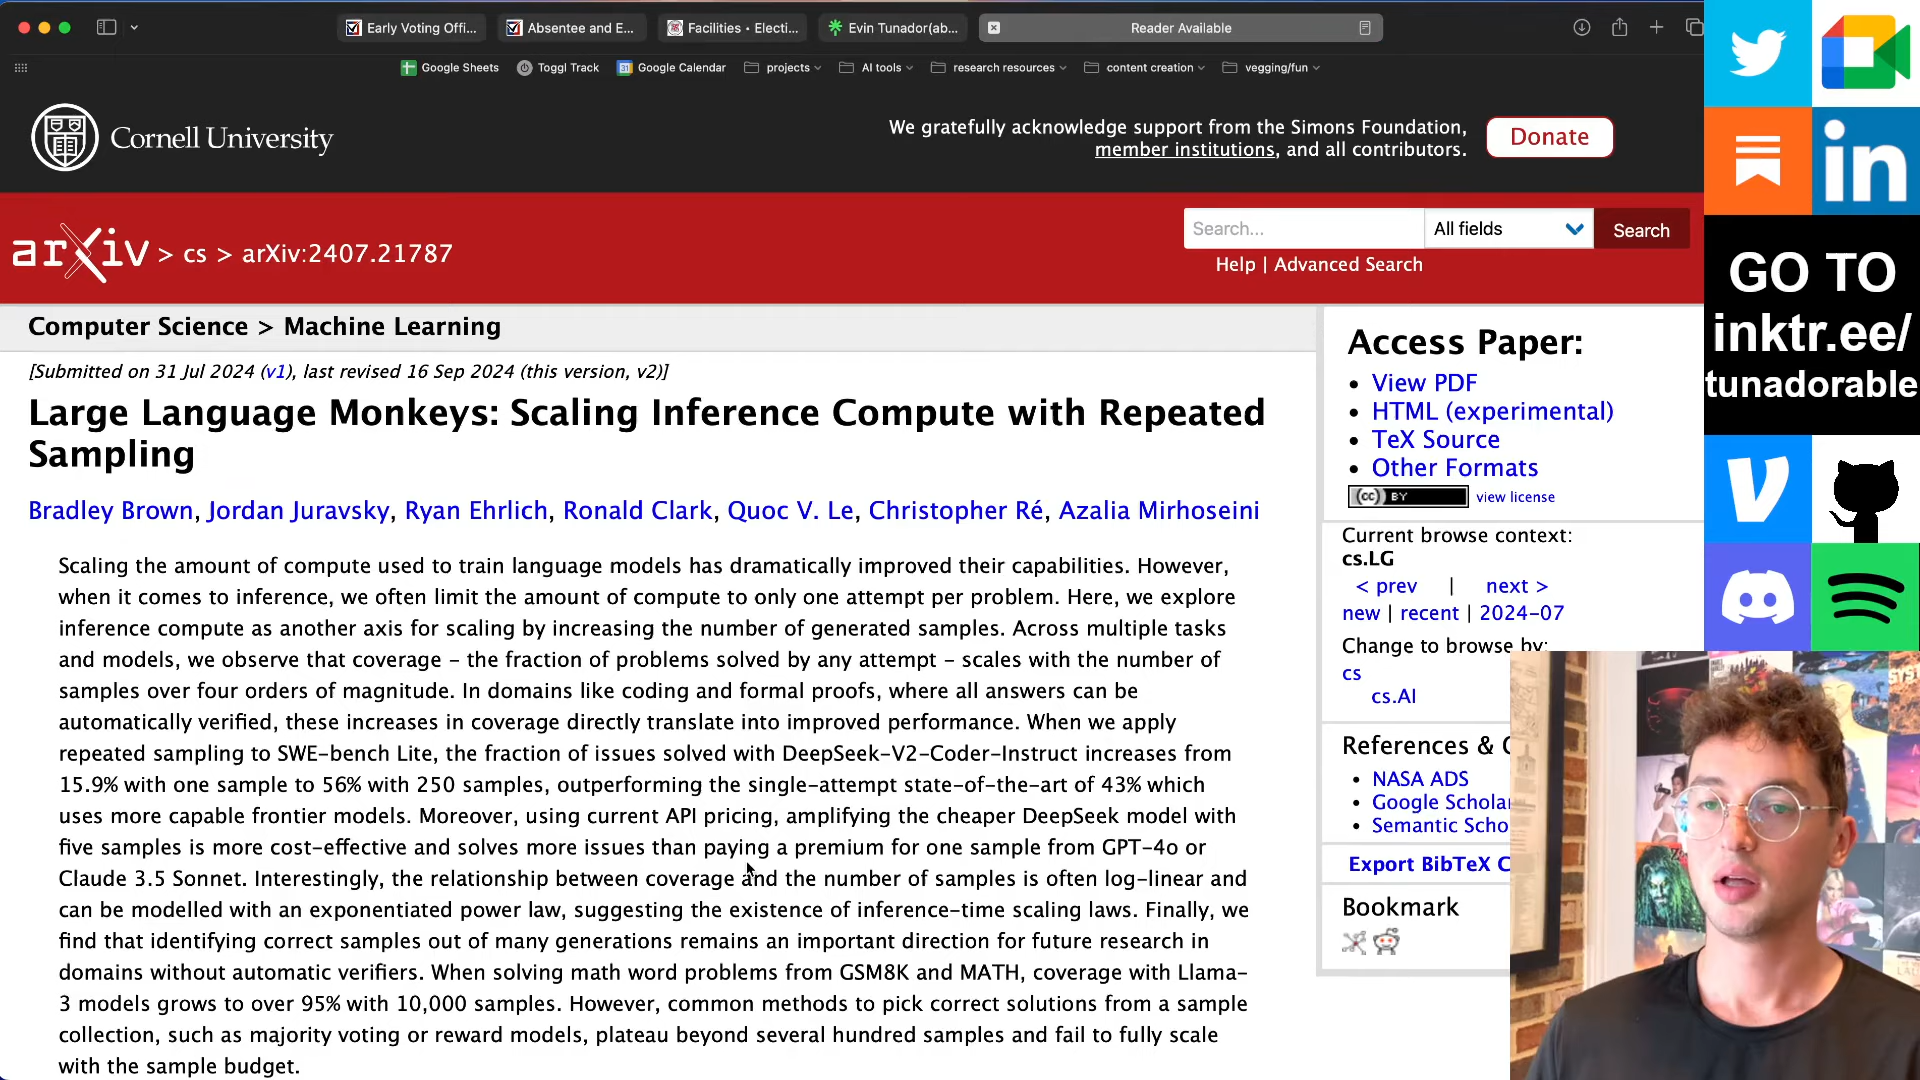 Early Voting Offi...
Absentee and E...
Facilities • Electi...
Evin Tunador(ab...
Reader Available
Google Sheets
Toggl Track
Google Calendar
projects
AI tools
research resources
content creation
vegging/fun
Cornell University
We gratefully acknowledge support from the Simons Foundation,
member institutions, and all contributors.
Donate
arXiv > cs > arXiv:2407.21787
Search...
All fields
Search
Help | Advanced Search
Computer Science > Machine Learning
[Submitted on 31 Jul 2024 (v1), last revised 16 Sep 2024 (this version, v2)]
Large Language Monkeys: Scaling Inference Compute with Repeated
Sampling
Bradley Brown, Jordan Juravsky, Ryan Ehrlich, Ronald Clark, Quoc V. Le, Christopher Ré, Azalia Mirhoseini
Scaling the amount of compute used to train language models has dramatically improved their capabilities. However,
when it comes to inference, we often limit the amount of compute to only one attempt per problem. Here, we explore
inference compute as another axis for scaling by increasing the number of generated samples. Across multiple tasks
and models, we observe that coverage – the fraction of problems solved by any attempt – scales with the number of
samples over four orders of magnitude. In domains like coding and formal proofs, where all answers can be
automatically verified, these increases in coverage directly translate into improved performance. When we apply
repeated sampling to SWE-bench Lite, the fraction of issues solved with DeepSeek-V2-Coder-Instruct increases from
15.9% with one sample to 56% with 250 samples, outperforming the single-attempt state-of-the-art of 43% which
uses more capable frontier models. Moreover, using current API pricing, amplifying the cheaper DeepSeek model with
five samples is more cost-effective and solves more issues than paying a premium for one sample from GPT-4o or
Claude 3.5 Sonnet. Interestingly, the relationship between coverage and the number of samples is often log-linear and
can be modelled with an exponentiated power law, suggesting the existence of inference-time scaling laws. Finally, we
find that identifying correct samples out of many generations remains an important direction for future research in
domains without automatic verifiers. When solving math word problems from GSM8K and MATH, coverage with Llama-
3 models grows to over 95% with 10,000 samples. However, common methods to pick correct solutions from a sample
collection, such as majority voting or reward models, plateau beyond several hundred samples and fail to fully scale
with the sample budget.
Access Paper:
View PDF
HTML (experimental)
TeX Source
Other Formats
(cc) BY
view license
Current browse context:
cs.LG
< prev | next >
new | recent | 2024-07
Change to browse by:
cs
cs.AI
References & C
NASA ADS
Google Scholar
Semantic Scho
Export BibTeX C
Bookmark
in
GO TO
inktr.ee/
tunadorable